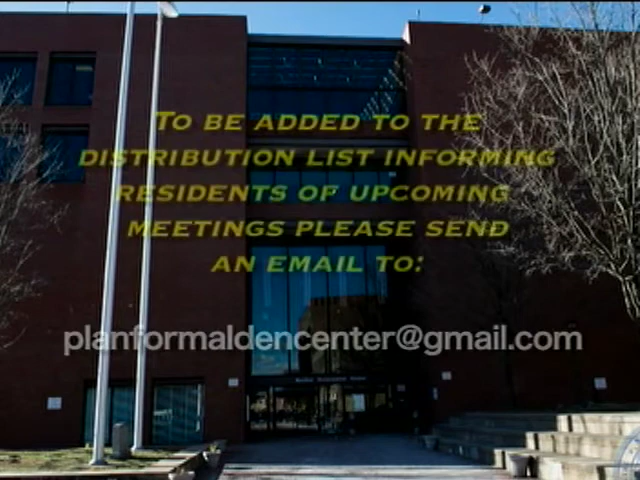 TO BE ADDED TO THE
DISTRIBUTION LIST INFORMING
RESIDENTS OF UPCOMING
MEETINGS PLEASE SEND
AN EMAIL TO:
planformaldencenter@gmail.com